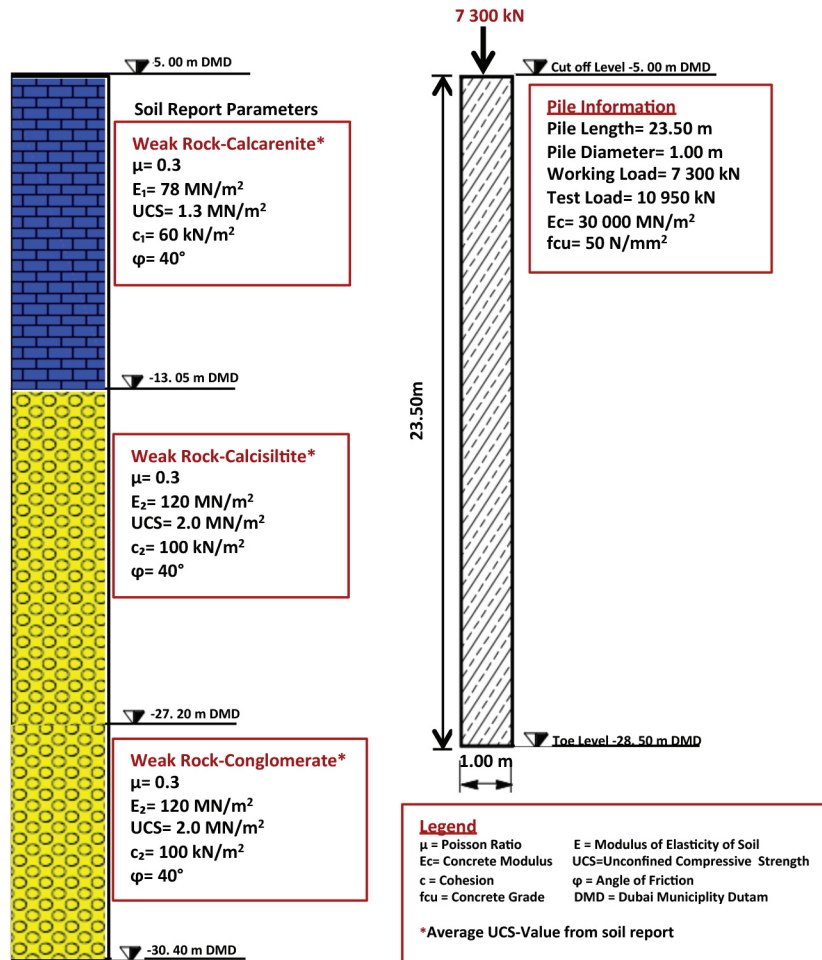 5. 00 m DMD
Soil Report Parameters
Weak Rock-Calcarenite*
μ= 0.3
E₁= 78 MN/m²
UCS= 1.3 MN/m²
c₁= 60 kN/m²
φ= 40°
-13. 05 m DMD
Weak Rock-Calcisiltite*
μ= 0.3
E₂= 120 MN/m²
UCS= 2.0 MN/m²
c₂= 100 kN/m²
φ= 40°
-27. 20 m DMD
Weak Rock-Conglomerate*
μ= 0.3
E₂= 120 MN/m²
UCS= 2.0 MN/m²
c₂= 100 kN/m²
φ= 40°
-30. 40 m DMD
7 300 kN
Cut off Level -5. 00 m DMD
Pile Information
Pile Length= 23.50 m
Pile Diameter= 1.00 m
Working Load= 7 300 kN
Test Load= 10 950 kN
Ec= 30 000 MN/m²
fcu= 50 N/mm²
23.50m
Toe Level -28. 50 m DMD
1.00 m
Legend
μ = Poisson Ratio E = Modulus of Elasticity of Soil
Ec= Concrete Modulus UCS=Unconfined Compressive Strength
c = Cohesion φ = Angle of Friction
fcu = Concrete Grade DMD = Dubai Municiplity Dutam
*Average UCS-Value from soil report